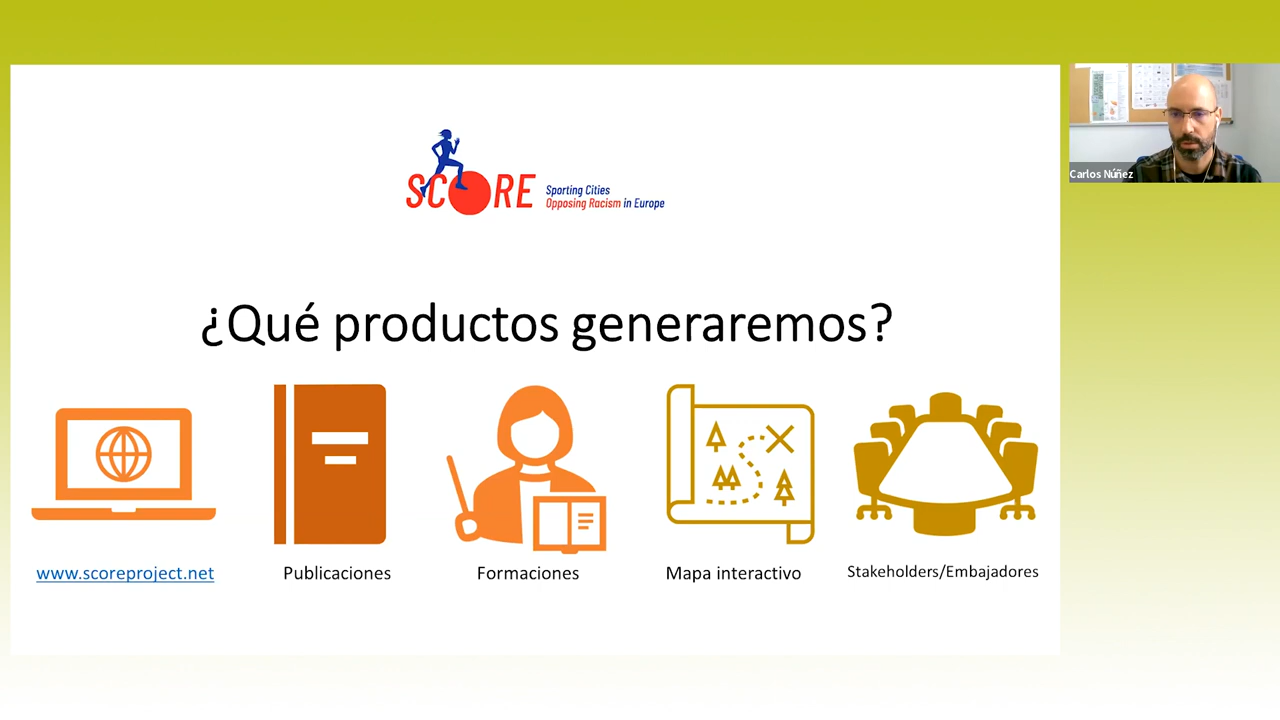 SCORE
Sporting Cities
Opposing Racism in Europe
Carlos Núñez
¿Qué productos generaremos?
www.scoreproject.net
Publicaciones
Formaciones
Mapa interactivo
Stakeholders/Embajadores